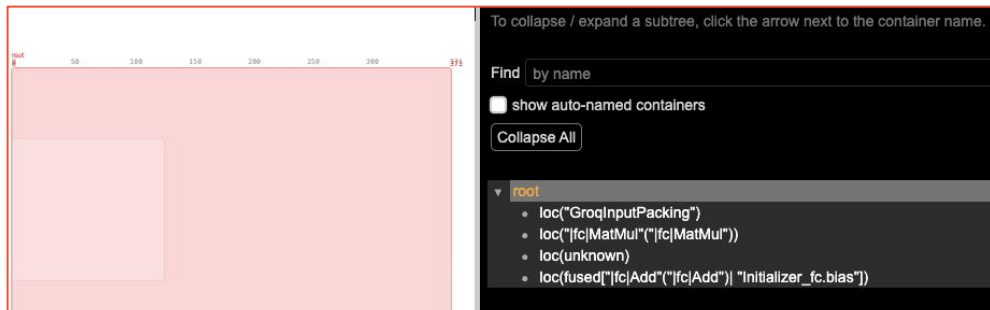 To collapse / expand a subtree, click the arrow next to the container name.
root
0 50 100 150 200 250 300 371
Find by name
show auto-named containers
Collapse All
root
loc("GroqInputPacking")
loc("|fc|MatMul"("|fc|MatMul"))
loc(unknown)
loc(fused["|fc|Add"("|fc|Add")| "Initializer_fc.bias"])